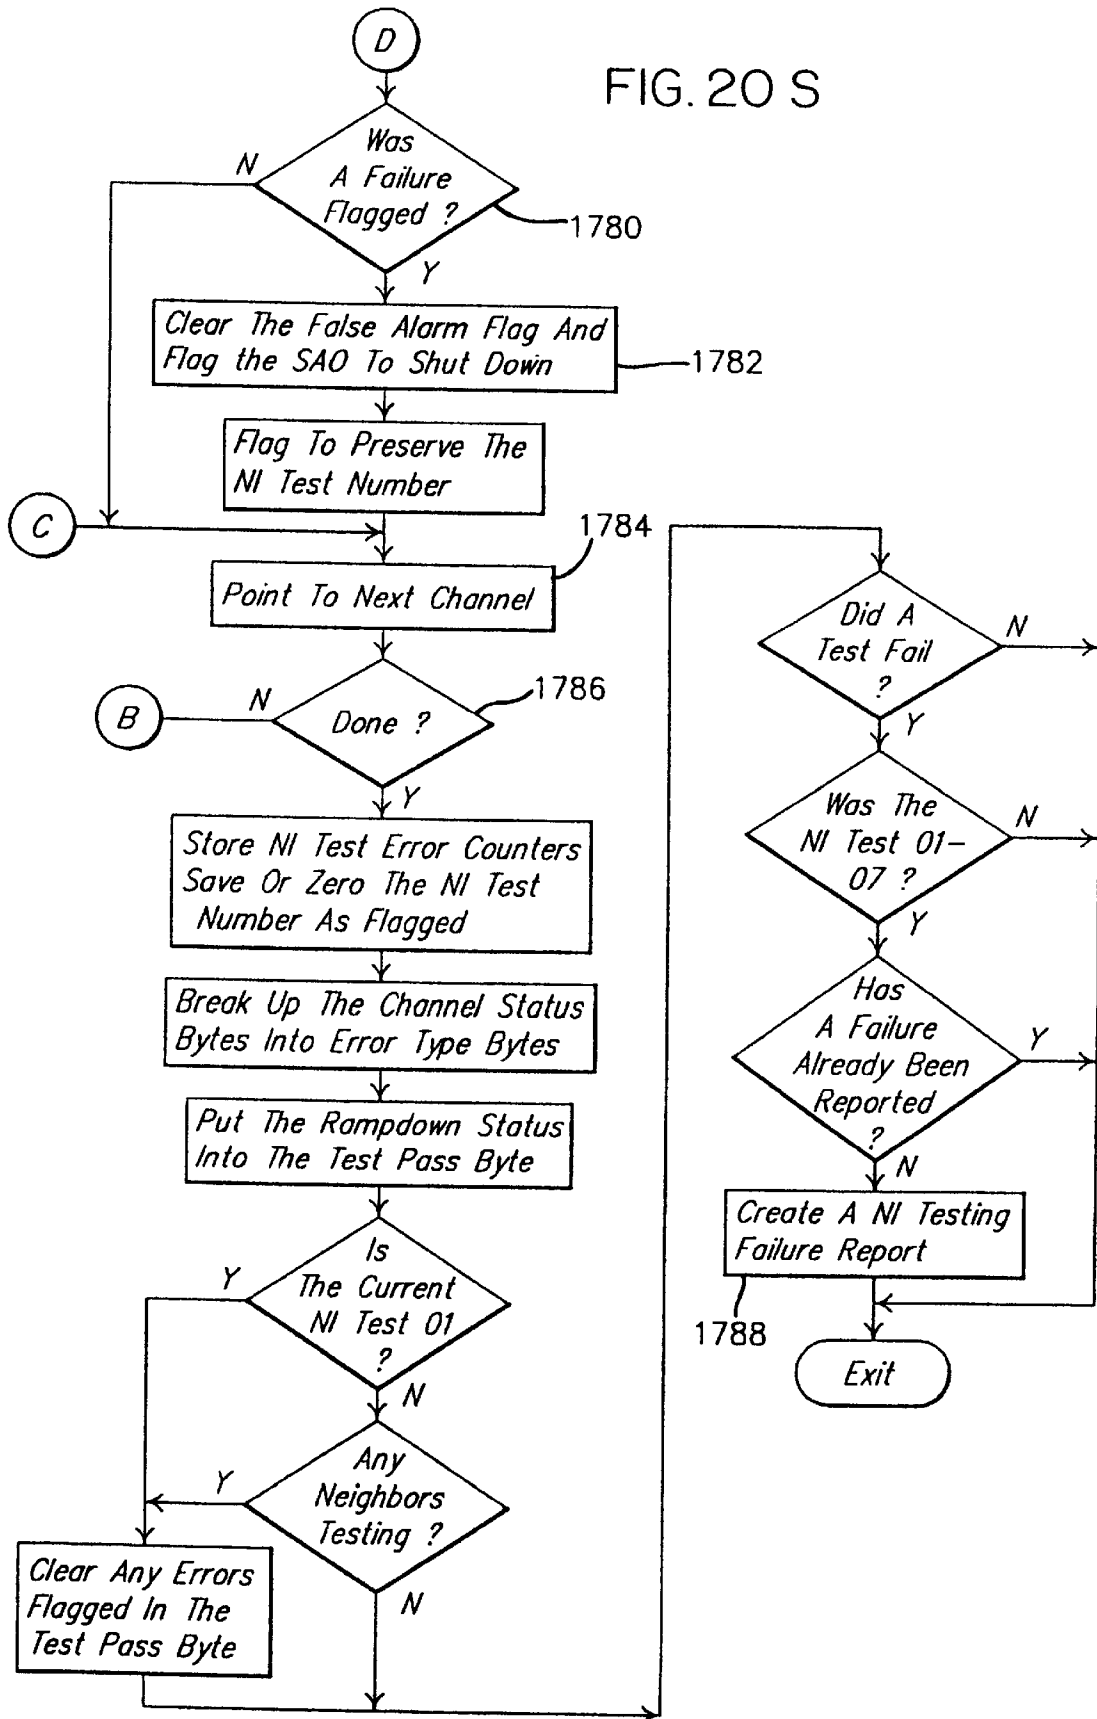 D
FIG. 20 S
Was
A Failure
Flagged ?
N
Y
1780
Clear The False Alarm Flag And
Flag the SAO To Shut Down
1782
Flag To Preserve The
NI Test Number
C
1784
Point To Next Channel
B
N
Done ?
1786
Y
Store NI Test Error Counters
Save Or Zero The NI Test
Number As Flagged
Break Up The Channel Status
Bytes Into Error Type Bytes
Put The Rampdown Status
Into The Test Pass Byte
Is
The Current
NI Test 01
?
Y
N
Any
Neighbors
Testing ?
Y
N
Clear Any Errors
Flagged In The
Test Pass Byte
Did A
Test Fail
?
N
Y
Was The
NI Test 01-
07 ?
N
Y
Has
A Failure
Already Been
Reported
?
Y
N
Create A NI Testing
Failure Report
1788
Exit